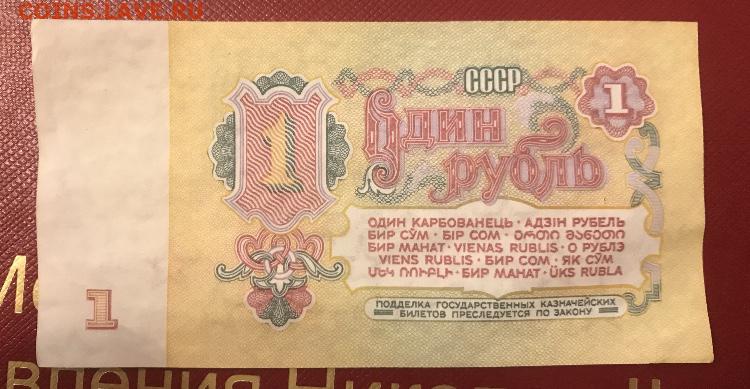 COINS.LAVE.RU
СССР
1
1
Один
рубль
ОДИН КАРБОВАНЕЦЬ · АДЗІН РУБЕЛЬ
БИР СЎМ · БІР СОМ · ᲔᲠᲗᲘ ᲛᲐᲜᲔᲗᲘ
БИР МАНАТ · VIENAS RUBLIS · О РУБЛЭ
VIENS RUBLIS · БИР СОМ · ЯК СЎМ
ՄԵԿ ՌՈՒԲԼԻ · БИР МАНАТ · ÜKS RUBLA
1
ПОДДЕЛКА ГОСУДАРСТВЕННЫХ КАЗНАЧЕЙСКИХ
БИЛЕТОВ ПРЕСЛЕДУЕТСЯ ПО ЗАКОНУ